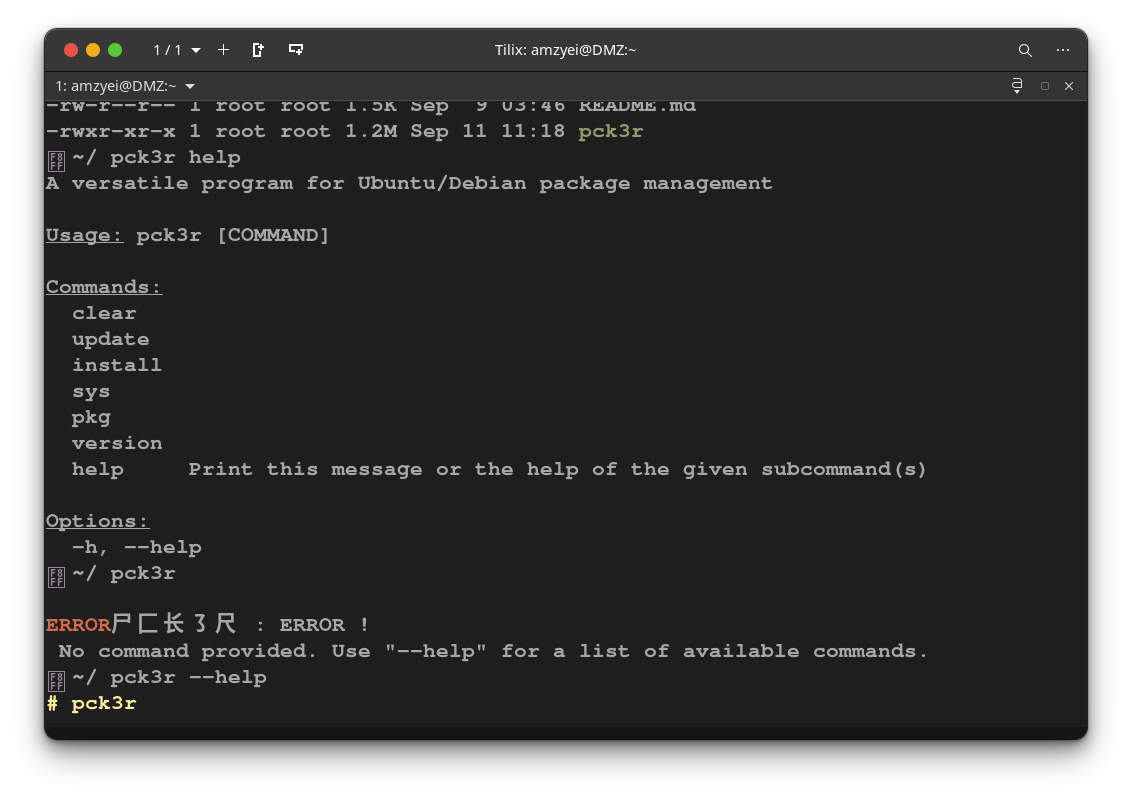 1 / 1
Tilix: amzyei@DMZ:~
1: amzyei@DMZ:~
-rw-r--r-- 1 root root 1.5K Sep  9 03:46 README.md
-rwxr-xr-x 1 root root 1.2M Sep 11 11:18 pck3r
~/ pck3r help
A versatile program for Ubuntu/Debian package management
Usage: pck3r [COMMAND]
Commands:
  clear
  update
  install
  sys
  pkg
  version
  help     Print this message or the help of the given subcommand(s)
Options:
  -h, --help
~/ pck3r
ERROR尸匚长㇌尺 : ERROR !
 No command provided. Use "--help" for a list of available commands.
~/ pck3r --help
# pck3r